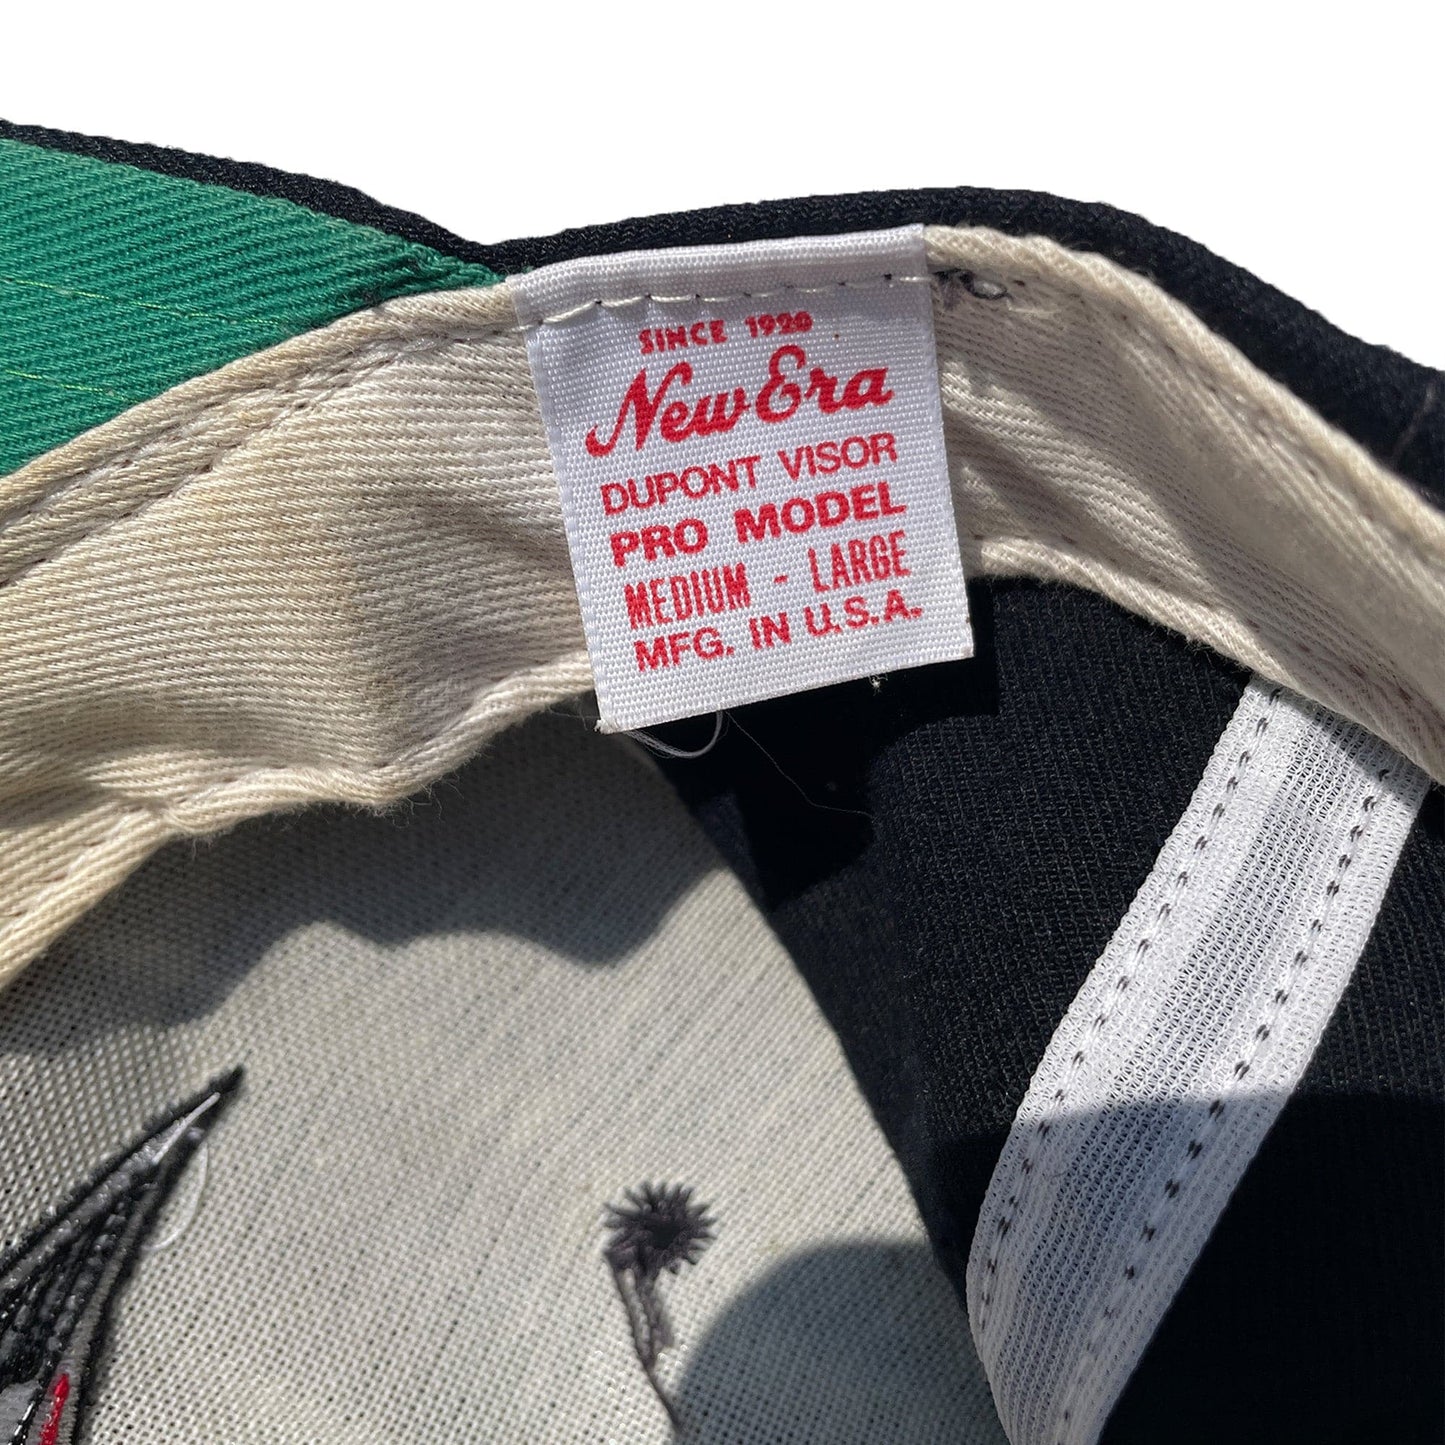 SINCE 1920
New Era
DUPONT VISOR
PRO MODEL
MEDIUM - LARGE
MFG. IN U.S.A.